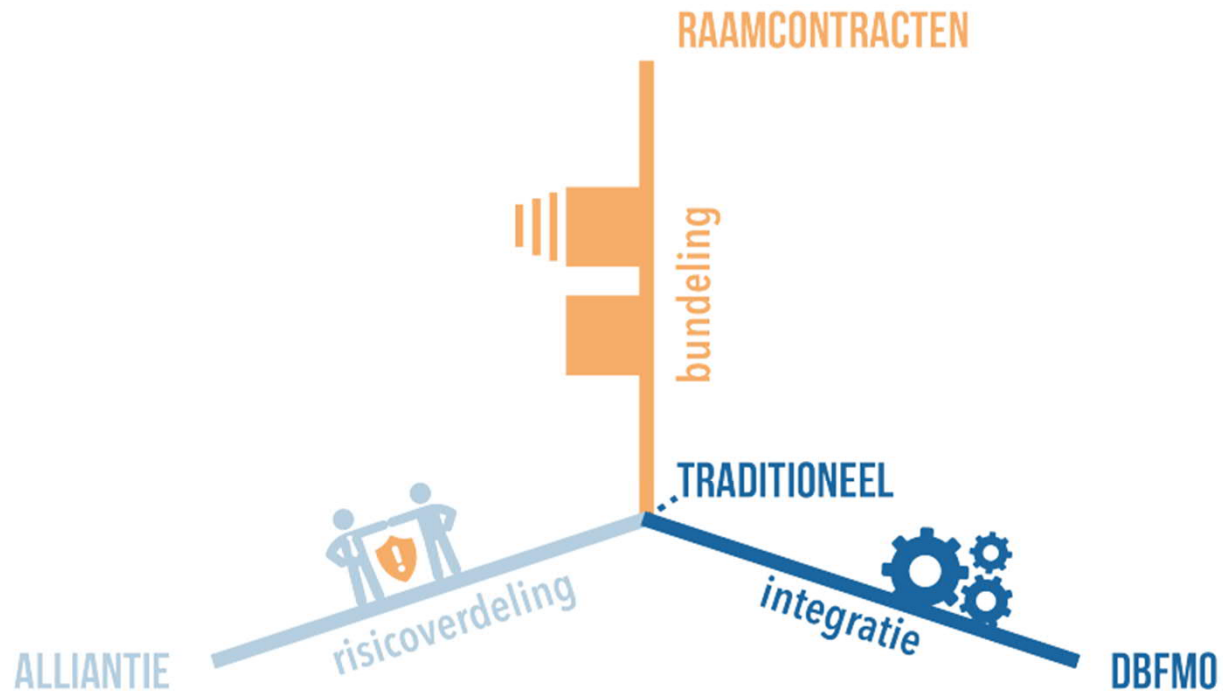 RAAMCONTRACTEN
bundeling
TRADITIONEEL
risicoverdeling
integratie
ALLIANTIE
DBFMO